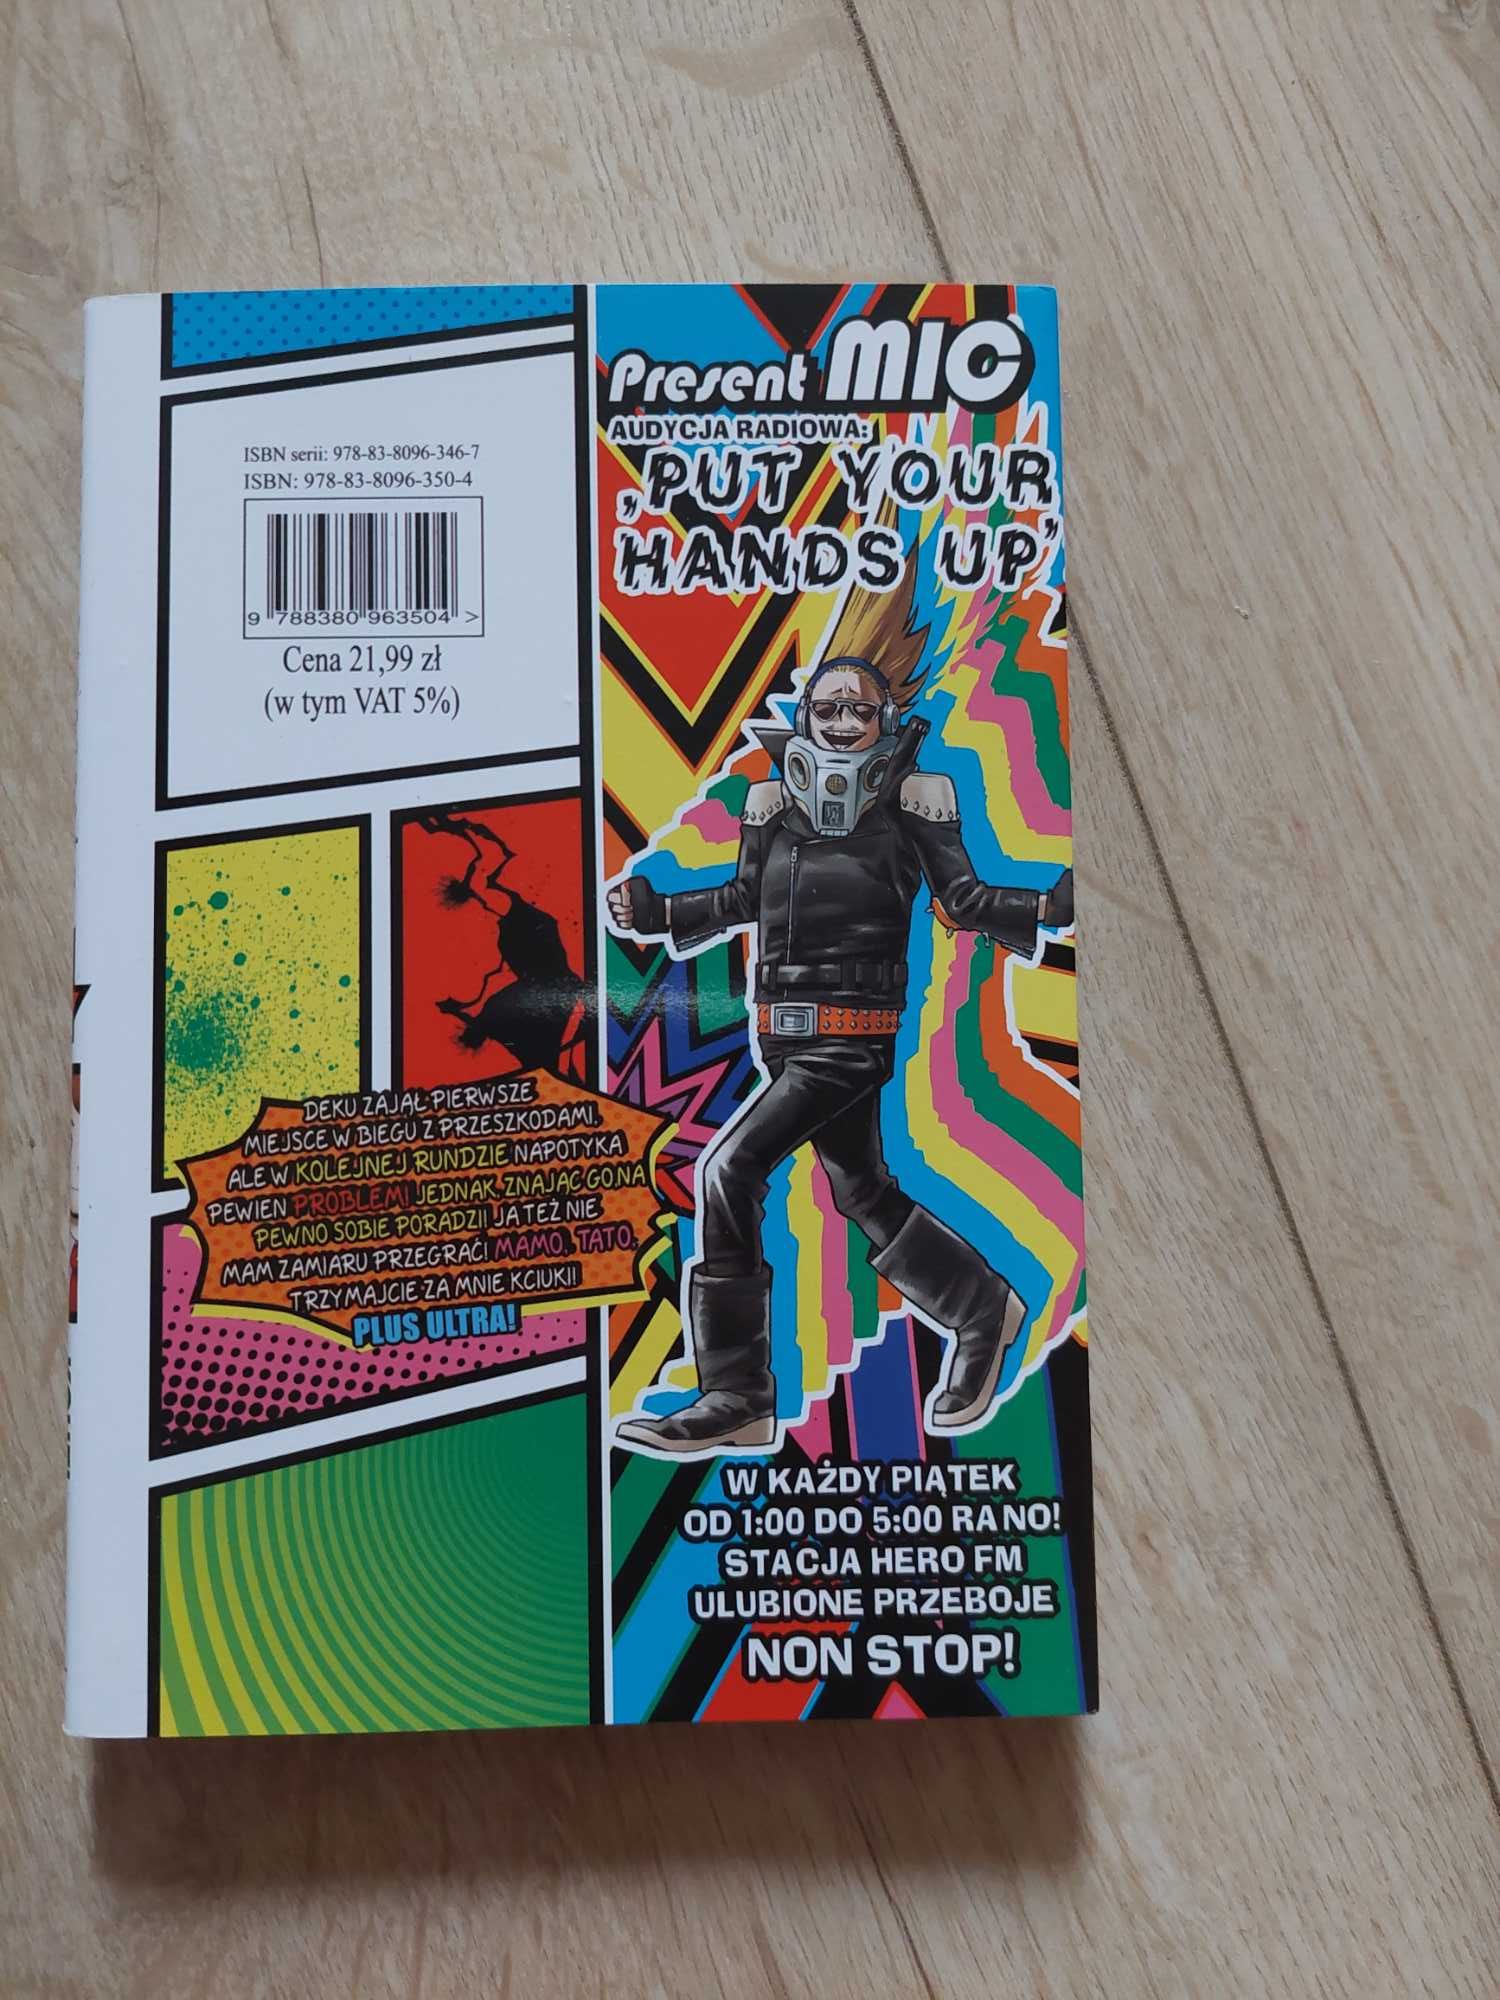 ISBN serii: 978-83-8096-346-7
ISBN: 978-83-8096-350-4
9 788380 963504 >
Cena 21,99 zł
(w tym VAT 5%)
DEKU ZAJĄŁ PIERWSZE
MIEJSCE W BIEGU Z PRZESZKODAMI,
ALE W KOLEJNEJ RUNDZIE NAPOTYKA
PEWIEN PROBLEM! JEDNAK, ZNAJĄC GO, NA
PEWNO SOBIE PORADZI! JA TEŻ NIE
MAM ZAMIARU PRZEGRAĆ! MAMO, TATO,
TRZYMAJCIE ZA MNIE KCIUKI!
PLUS ULTRA!
Present MIC
AUDYCJA RADIOWA:
„PUT YOUR
HANDS UP”
W KAŻDY PIĄTEK
OD 1:00 DO 5:00 RANO!
STACJA HERO FM
ULUBIONE PRZEBOJE
NON STOP!